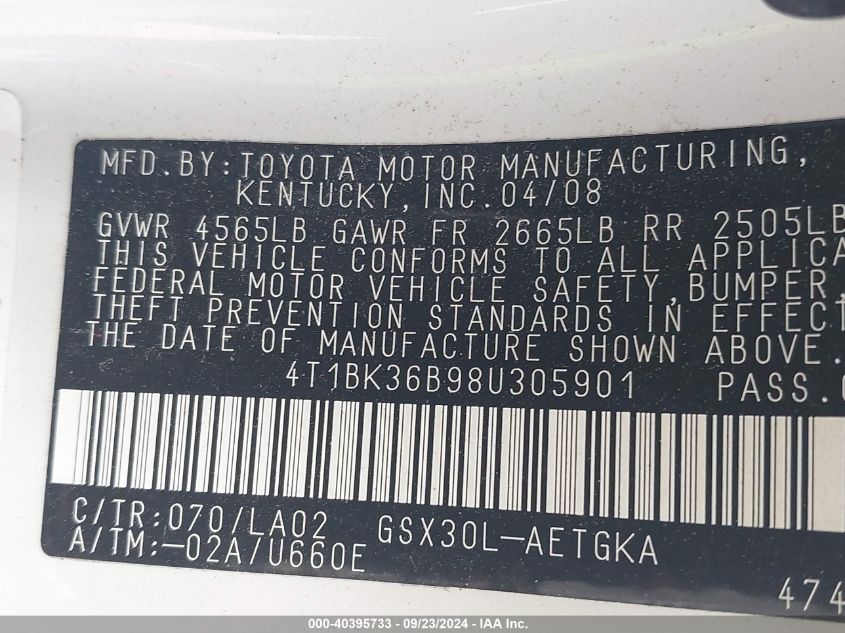 MFD.BY:TOYOTA MOTOR MANUFACTURING,
KENTUCKY,INC.04/08
GVWR 4565LB GAWR FR 2665LB RR 2505LB
THIS VEHICLE CONFORMS TO ALL APPLICA
FEDERAL MOTOR VEHICLE SAFETY,BUMPER,
THEFT PREVENTION STANDARDS IN EFFECT
THE DATE OF MANUFACTURE SHOWN ABOVE.
4T1BK36B98U305901 PASS.
C/TR:070/LA02 GSX30L-AETGKA
A/TM:-02A/U660E
474
000-40395733 - 09/23/2024 - IAA Inc.